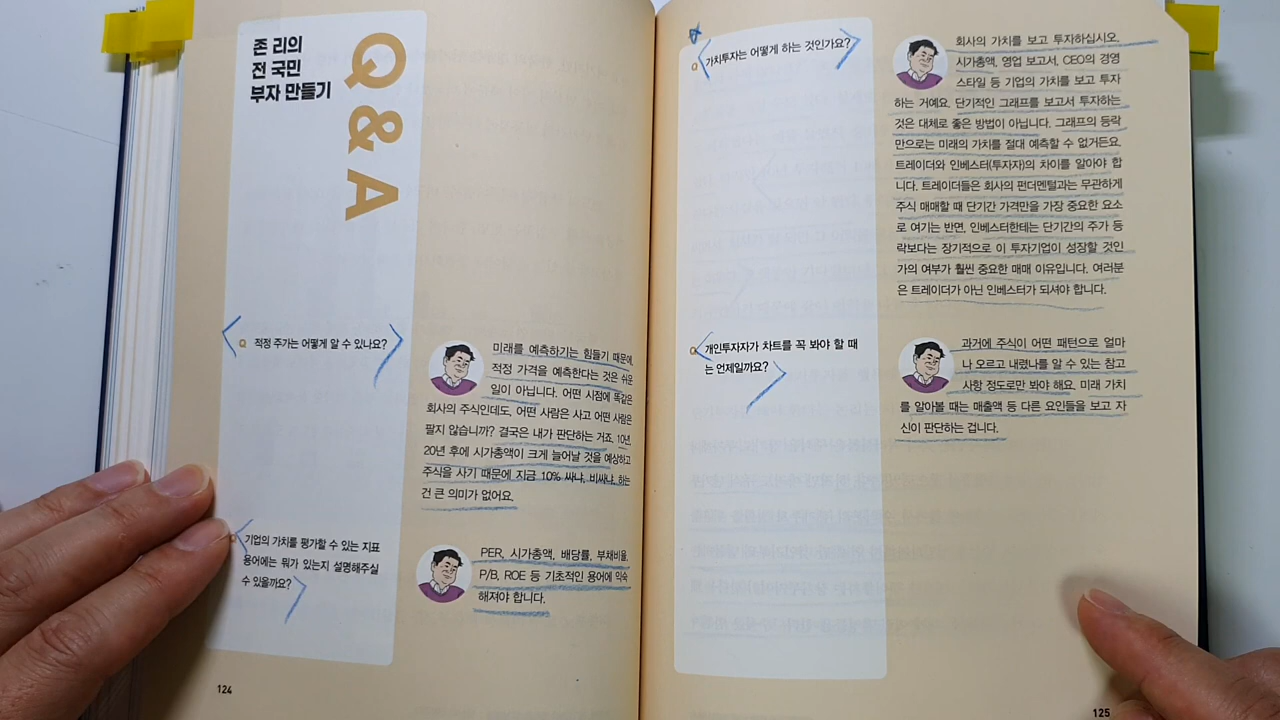 존 리의
전 국민
부자 만들기
Q & A
Q 적정 주가는 어떻게 알 수 있나요?
미래를 예측하기는 힘들기 때문에,
적정 가격을 예측한다는 것은 쉬운
일이 아닙니다. 어떤 시점에 똑같은
회사의 주식인데도, 어떤 사람은 사고 어떤 사람은
팔지 않습니까? 결국은 내가 판단하는 거죠. 10년,
20년 후에 시가총액이 크게 늘어날 것을 예상하고
주식을 사기 때문에 지금 10% 싸냐, 비싸냐, 하는
건 큰 의미가 없어요.
Q 기업의 가치를 평가할 수 있는 지표
용어에는 뭐가 있는지 설명해주실
수 있을까요?
PER, 시가총액, 배당률, 부채비율,
P/B, ROE 등 기초적인 용어에 익숙
해져야 합니다.
124
Q 가치투자는 어떻게 하는 것인가요?
회사의 가치를 보고 투자하십시오.
시가총액, 영업 보고서, CEO의 경영
스타일 등 기업의 가치를 보고 투자
하는 거예요. 단기적인 그래프를 보고서 투자하는
것은 대체로 좋은 방법이 아닙니다. 그래프의 등락
만으로는 미래의 가치를 절대 예측할 수 없거든요.
트레이더와 인베스터(투자자)의 차이를 알아야 합
니다. 트레이더들은 회사의 펀더멘털과는 무관하게
주식 매매할 때 단기간 가격만을 가장 중요한 요소
로 여기는 반면, 인베스터한테는 단기간의 주가 등
락보다는 장기적으로 이 투자기업이 성장할 것인
가의 여부가 훨씬 중요한 매매 이유입니다. 여러분
은 트레이더가 아닌 인베스터가 되셔야 합니다.
Q 개인투자자가 차트를 꼭 봐야 할 때
는 언제일까요?
과거에 주식이 어떤 패턴으로 얼마
나 오르고 내렸나를 알 수 있는 참고
사항 정도로만 봐야 해요. 미래 가치
를 알아볼 때는 매출액 등 다른 요인들을 보고 자
신이 판단하는 겁니다.
125